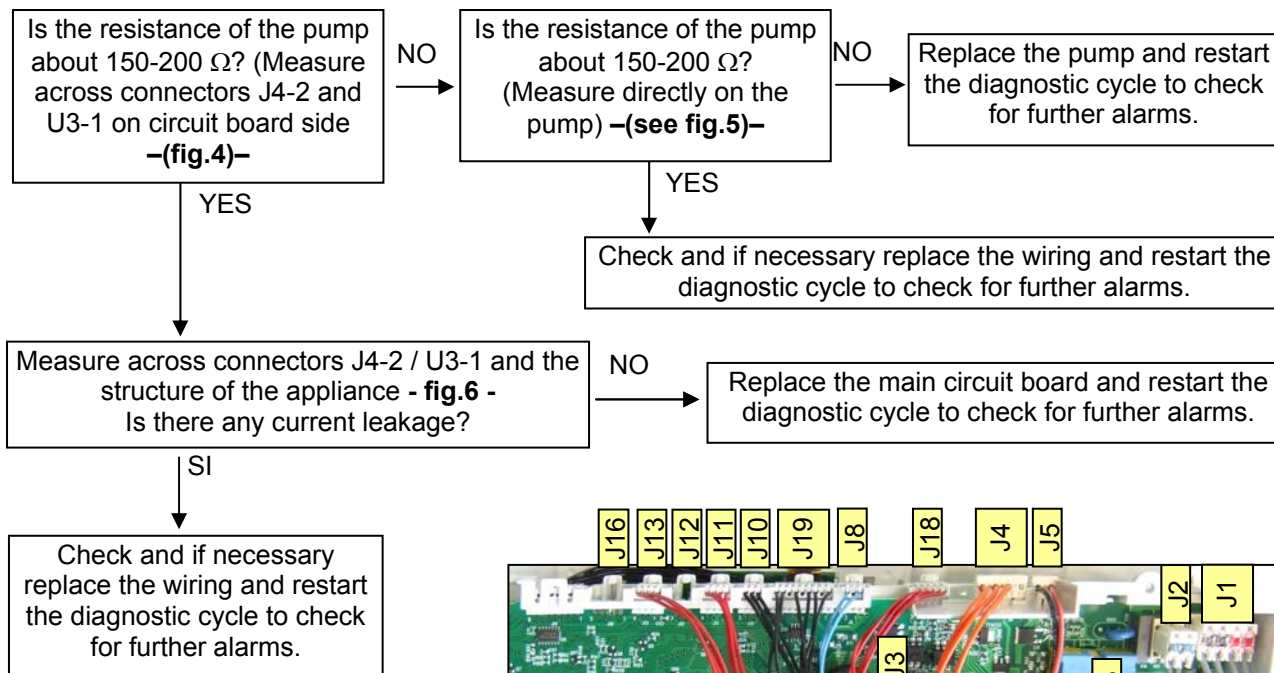 Is the resistance of the pump
about 150-200 Ω? (Measure
across connectors J4-2 and
U3-1 on circuit board side
–(fig.4)–
NO
Is the resistance of the pump
about 150-200 Ω?
(Measure directly on the
pump) –(see fig.5)–
NO
Replace the pump and restart
the diagnostic cycle to check
for further alarms.
YES
YES
Check and if necessary replace the wiring and restart the
diagnostic cycle to check for further alarms.
Measure across connectors J4-2 / U3-1 and the
structure of the appliance - fig.6 -
Is there any current leakage?
NO
Replace the main circuit board and restart the
diagnostic cycle to check for further alarms.
SI
Check and if necessary
replace the wiring and restart
the diagnostic cycle to check
for further alarms.
J16
J13
J12
J11
J10
J19
J8
J18
J4
J5
J2
J1